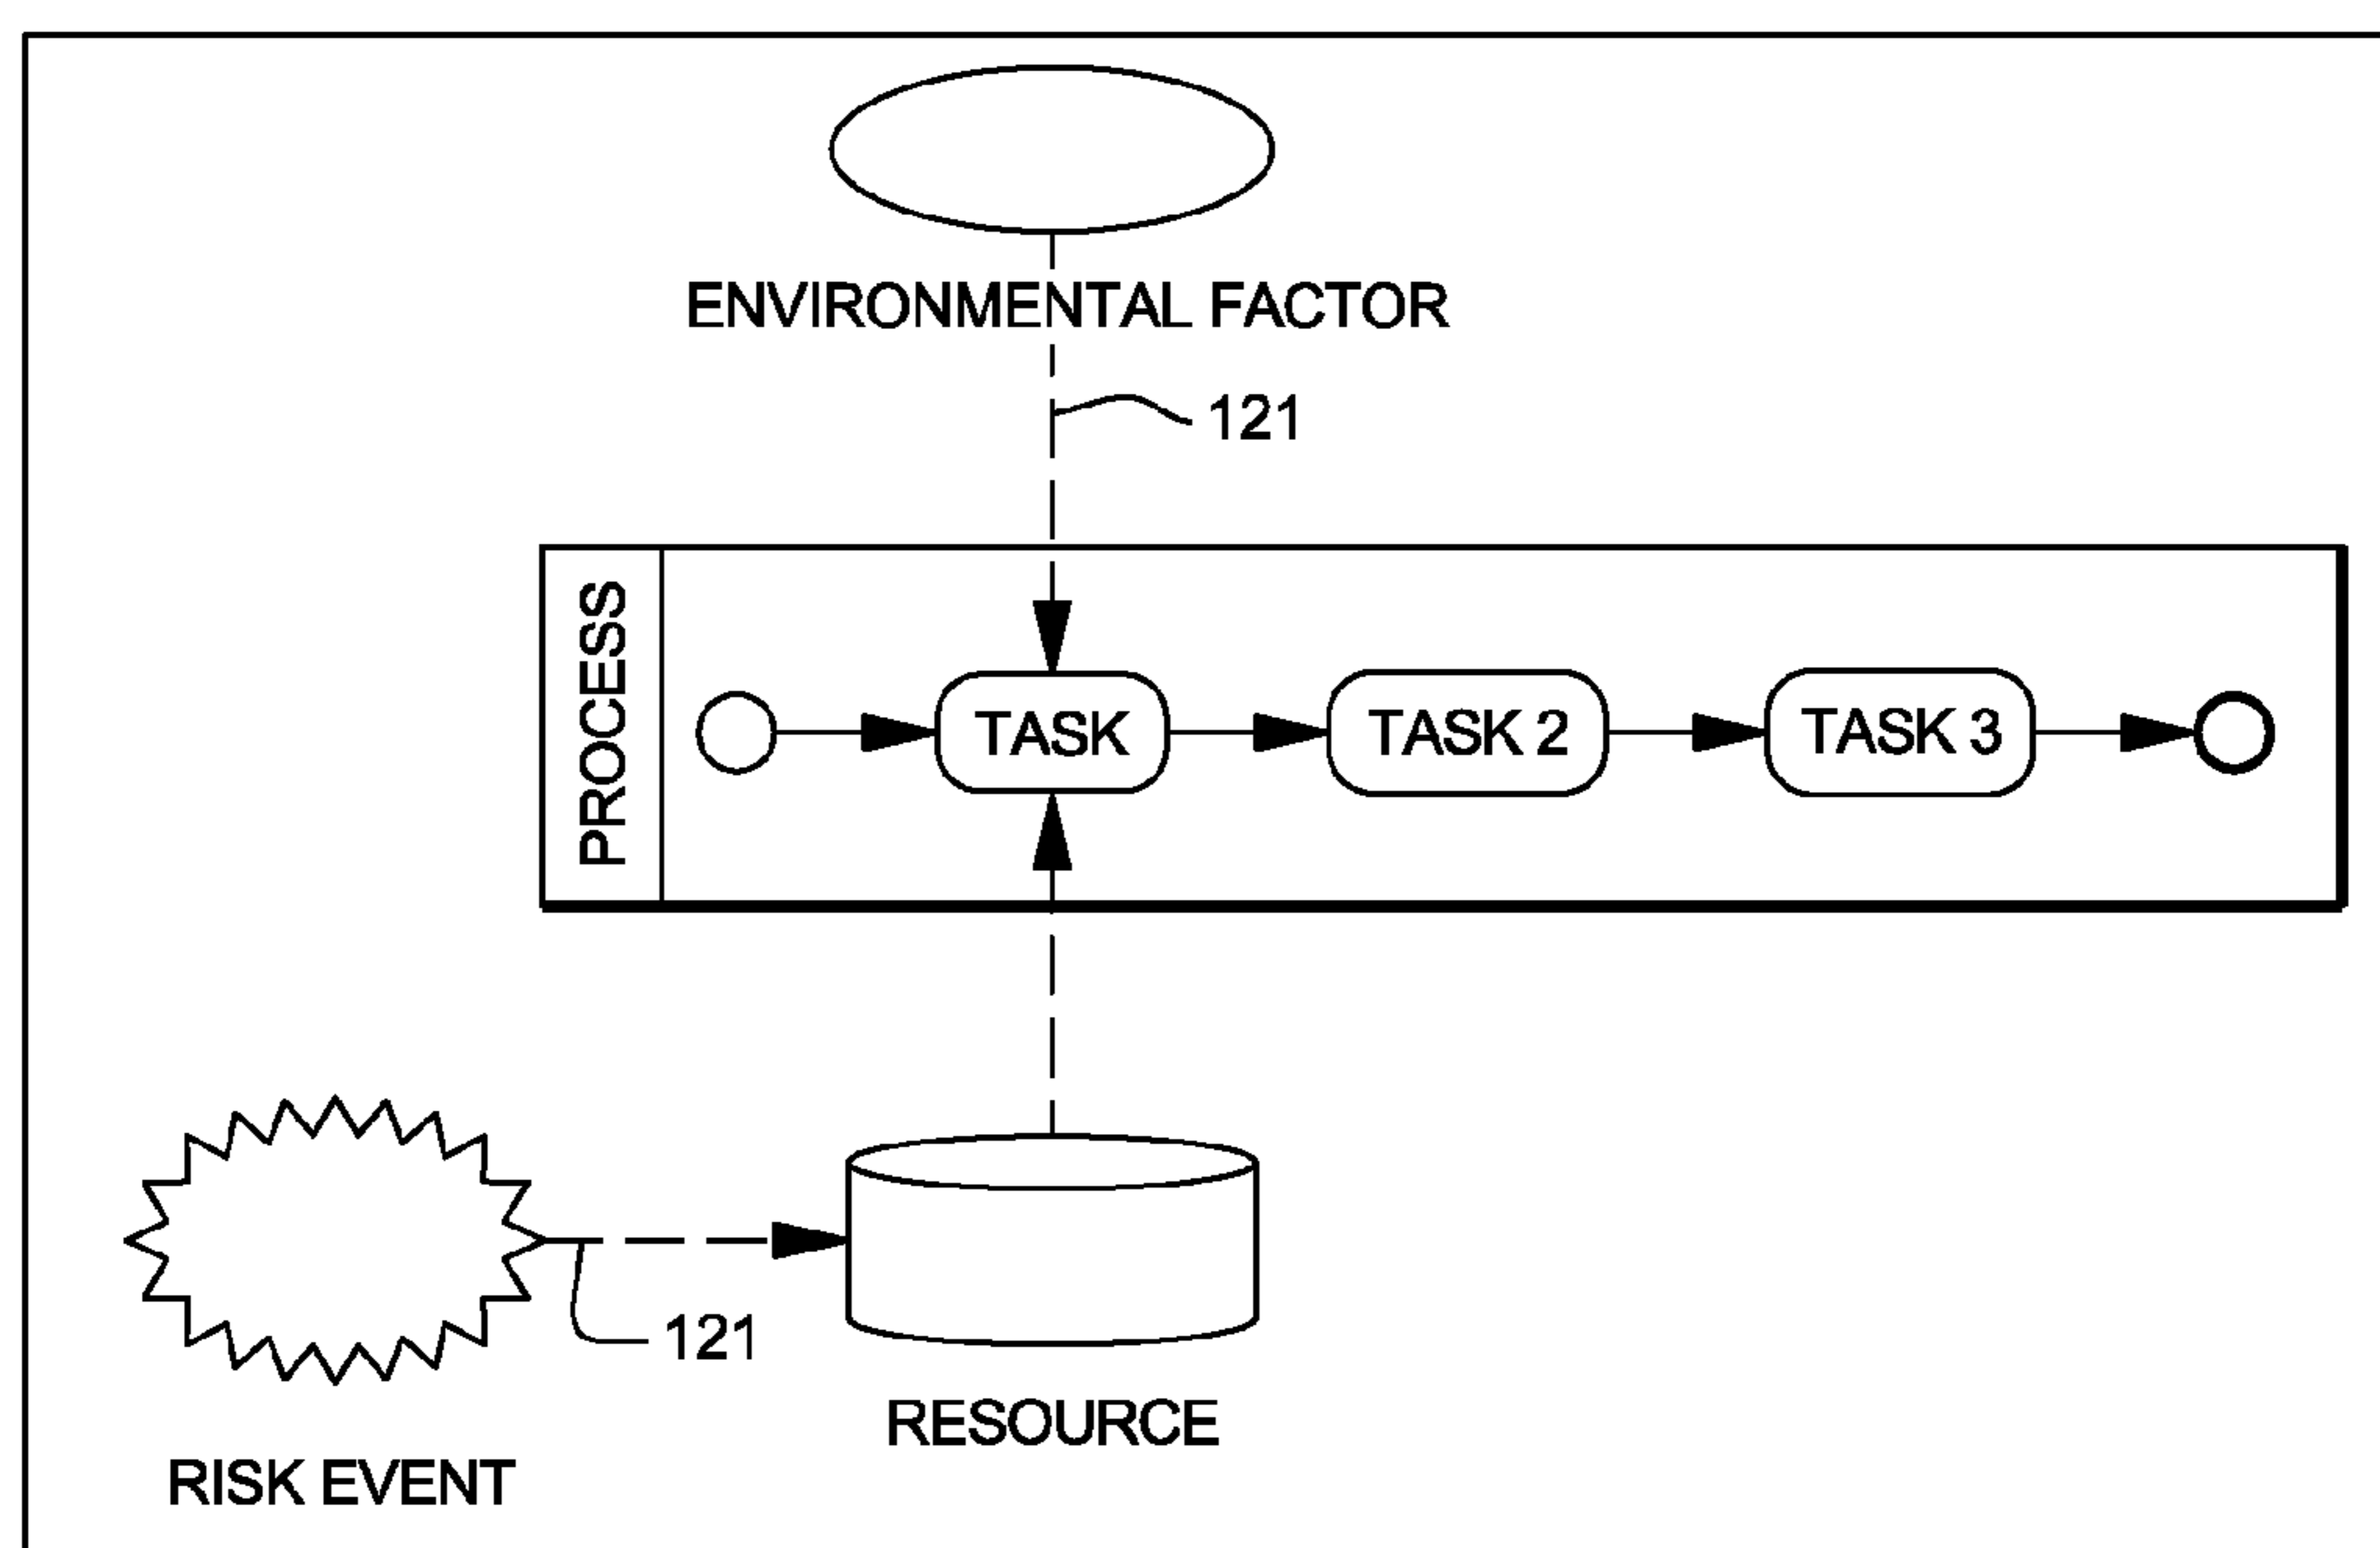 ENVIRONMENTAL FACTOR
121
PROCESS
TASK
TASK 2
TASK 3
121
RESOURCE
RISK EVENT